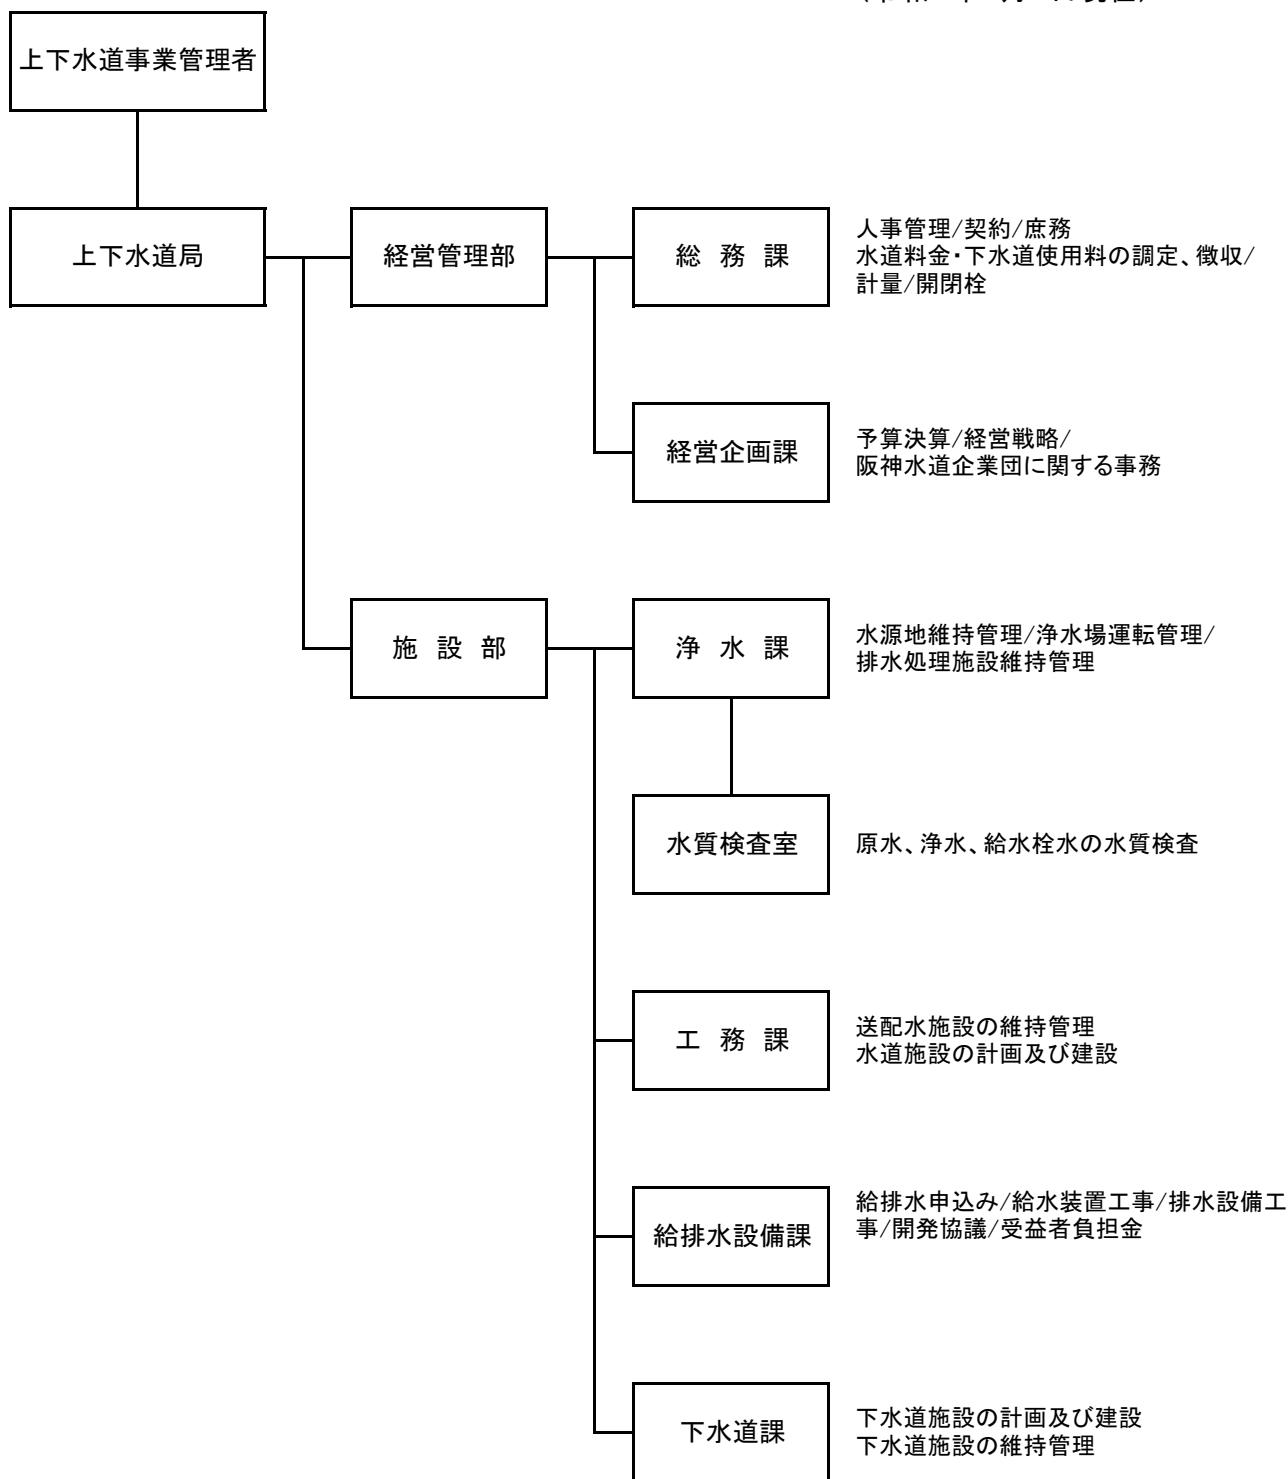 上下水道事業管理者
上下水道局
経営管理部
総 務 課
人事管理/契約/庶務
水道料金・下水道使用料の調定、徴収/
計量/開閉栓
経営企画課
予算決算/経営戦略/
阪神水道企業団に関する事務
施 設 部
浄 水 課
水源地維持管理/浄水場運転管理/
排水処理施設維持管理
水質検査室
原水、浄水、給水栓水の水質検査
工 務 課
送配水施設の維持管理
水道施設の計画及び建設
給排水設備課
給排水申込み/給水装置工事/排水設備工
事/開発協議/受益者負担金
下水道課
下水道施設の計画及び建設
下水道施設の維持管理